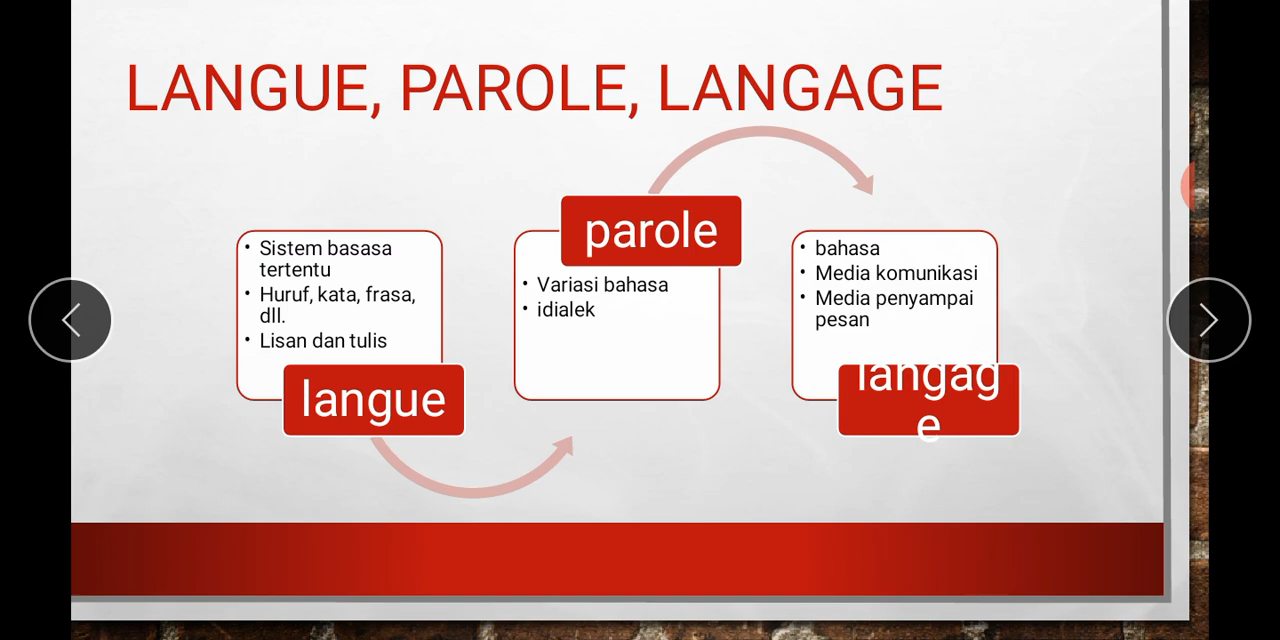 LANGUE, PAROLE, LANGAGE
• Sistem basasa
tertentu
• Huruf, kata, frasa,
dll.
• Lisan dan tulis
langue
parole
• Variasi bahasa
• idialek
• bahasa
• Media komunikasi
• Media penyampai
pesan
langag
e